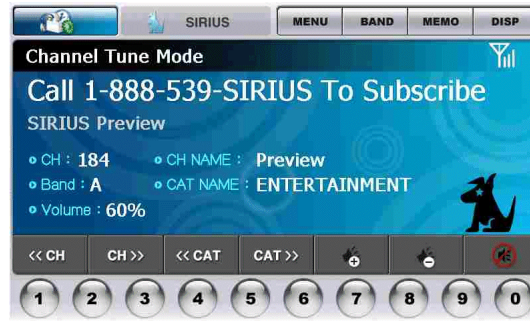 SIRIUS MENU BAND MEMO DISP
Channel Tune Mode
Call 1-888-539-SIRIUS To Subscribe
SIRIUS Preview
CH : 184 CH NAME : Preview
Band : A CAT NAME : ENTERTAINMENT
Volume : 60%
<< CH CH >> << CAT CAT >>
1 2 3 4 5 6 7 8 9 0